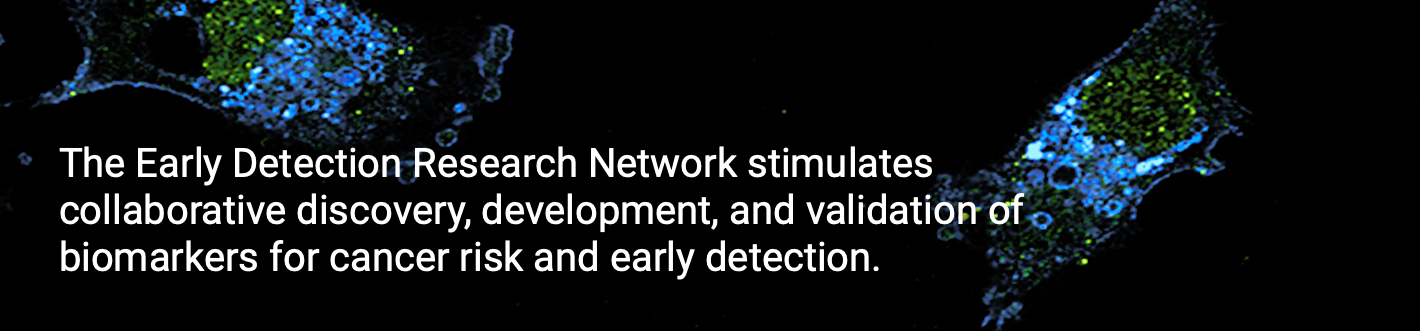 The Early Detection Research Network stimulates
collaborative discovery, development, and validation of
biomarkers for cancer risk and early detection.